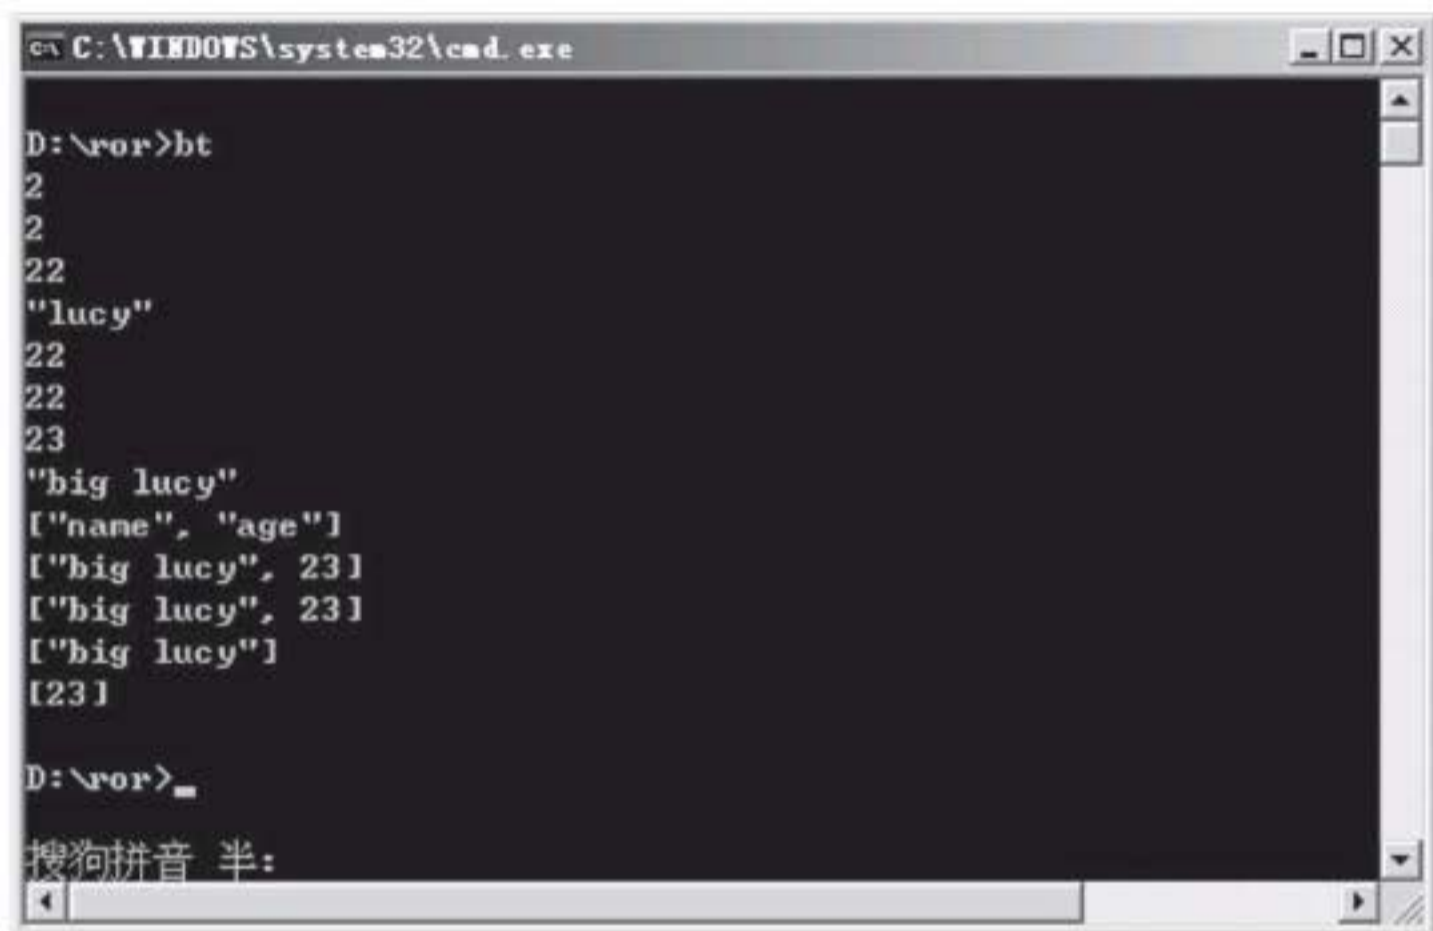 C:\WINDOWS\system32\cmd.exe
D:\ror>bt
2
2
22
"lucy"
22
22
23
"big lucy"
["name", "age"]
["big lucy", 23]
["big lucy", 23]
["big lucy"]
[23]
D:\ror>_
搜狗拼音 半: